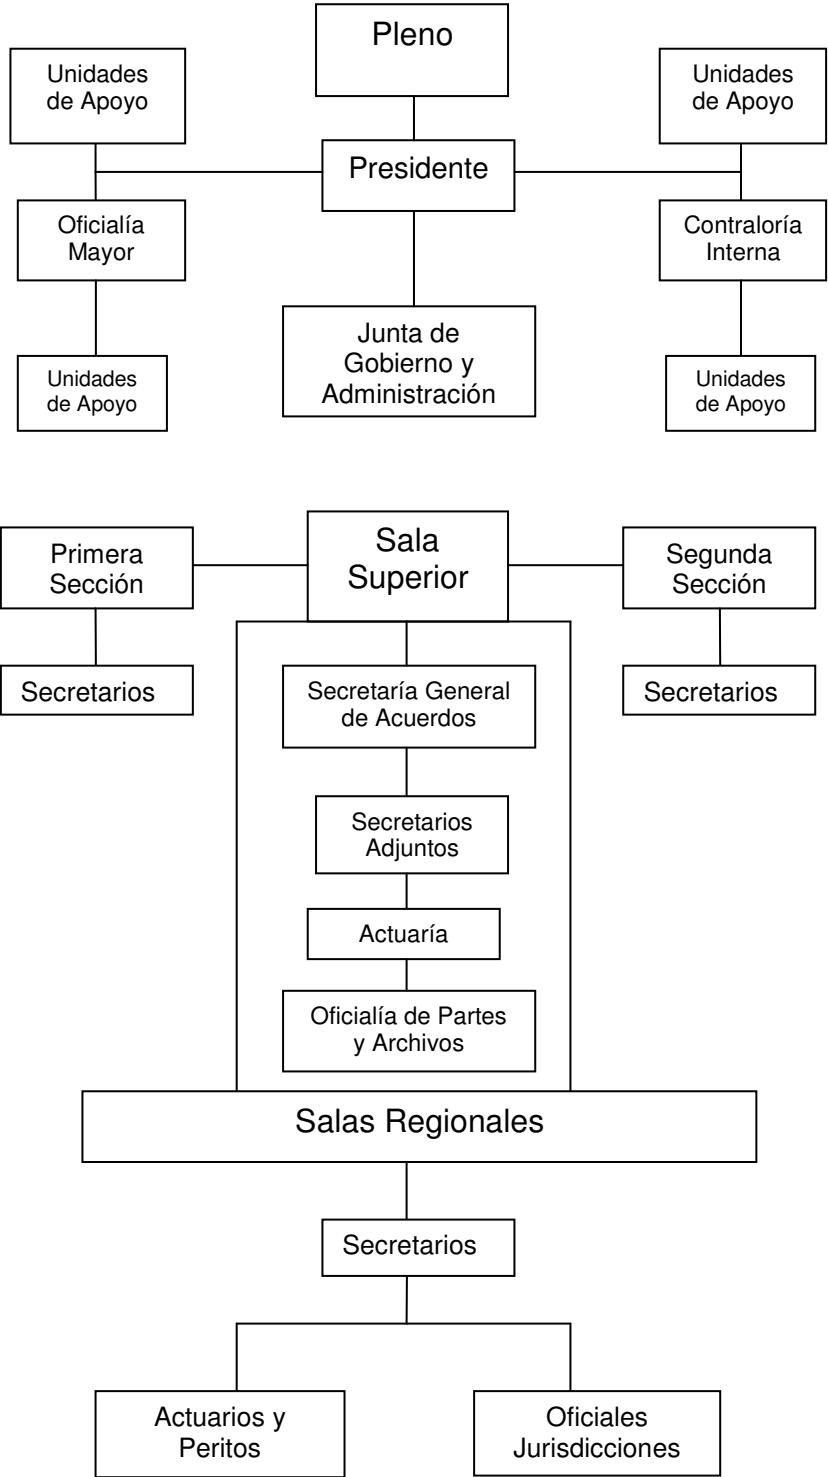 Pleno
Unidades
de Apoyo
Unidades
de Apoyo
Presidente
Oficialía
Mayor
Contraloría
Interna
Junta de
Gobierno y
Administración
Unidades
de Apoyo
Unidades
de Apoyo
Sala
Superior
Primera
Sección
Segunda
Sección
Secretarios
Secretarios
Secretaría General
de Acuerdos
Secretarios
Adjuntos
Actuaría
Oficialía de Partes
y Archivos
Salas Regionales
Secretarios
Actuarios y
Peritos
Oficiales
Jurisdicciones